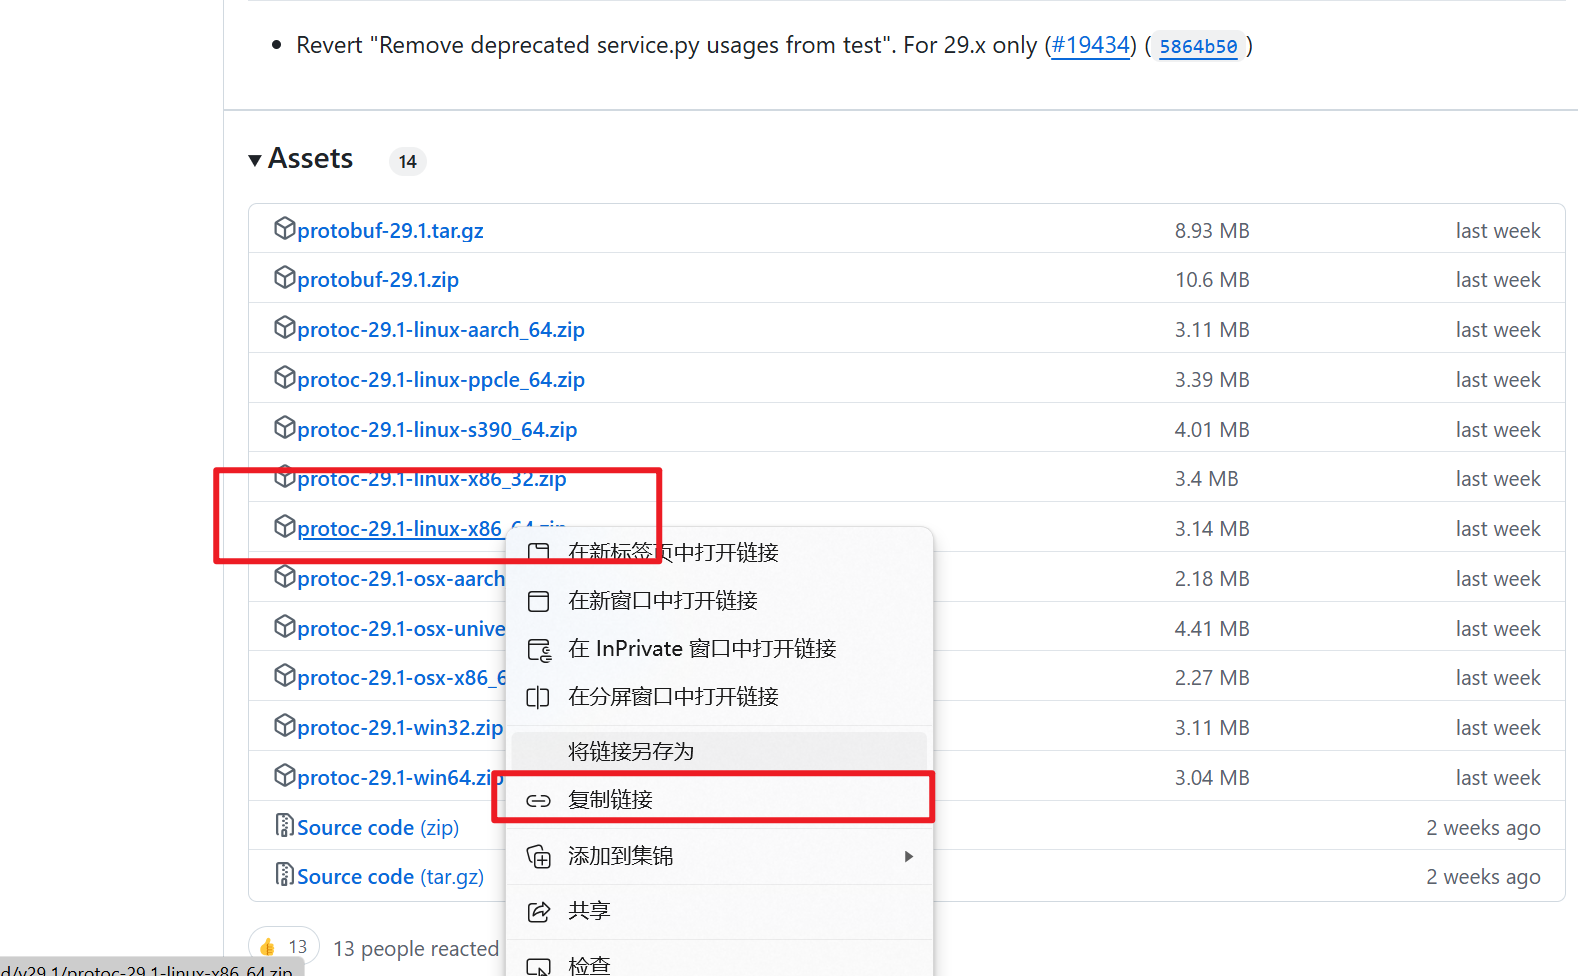 Revert "Remove deprecated service.py usages from test". For 29.x only (#19434) (5864b50)
Assets 14
protobuf-29.1.tar.gz 8.93 MB last week
protobuf-29.1.zip 10.6 MB last week
protoc-29.1-linux-aarch_64.zip 3.11 MB last week
protoc-29.1-linux-ppcle_64.zip 3.39 MB last week
protoc-29.1-linux-s390_64.zip 4.01 MB last week
protoc-29.1-linux-x86_32.zip 3.4 MB last week
protoc-29.1-linux-x86_64.zip 3.14 MB last week
在新标签页中打开链接
protoc-29.1-osx-aarch 2.18 MB last week
在新窗口中打开链接
protoc-29.1-osx-unive 4.41 MB last week
在 InPrivate 窗口中打开链接
protoc-29.1-osx-x86_6 2.27 MB last week
在分屏窗口中打开链接
protoc-29.1-win32.zip 3.11 MB last week
将链接另存为
protoc-29.1-win64.zip 3.04 MB last week
复制链接
Source code (zip) 2 weeks ago
添加到集锦
Source code (tar.gz) 2 weeks ago
共享
👍 13 13 people reacted
检查
d/v29.1/protoc-29.1-linux-x86_64.zip